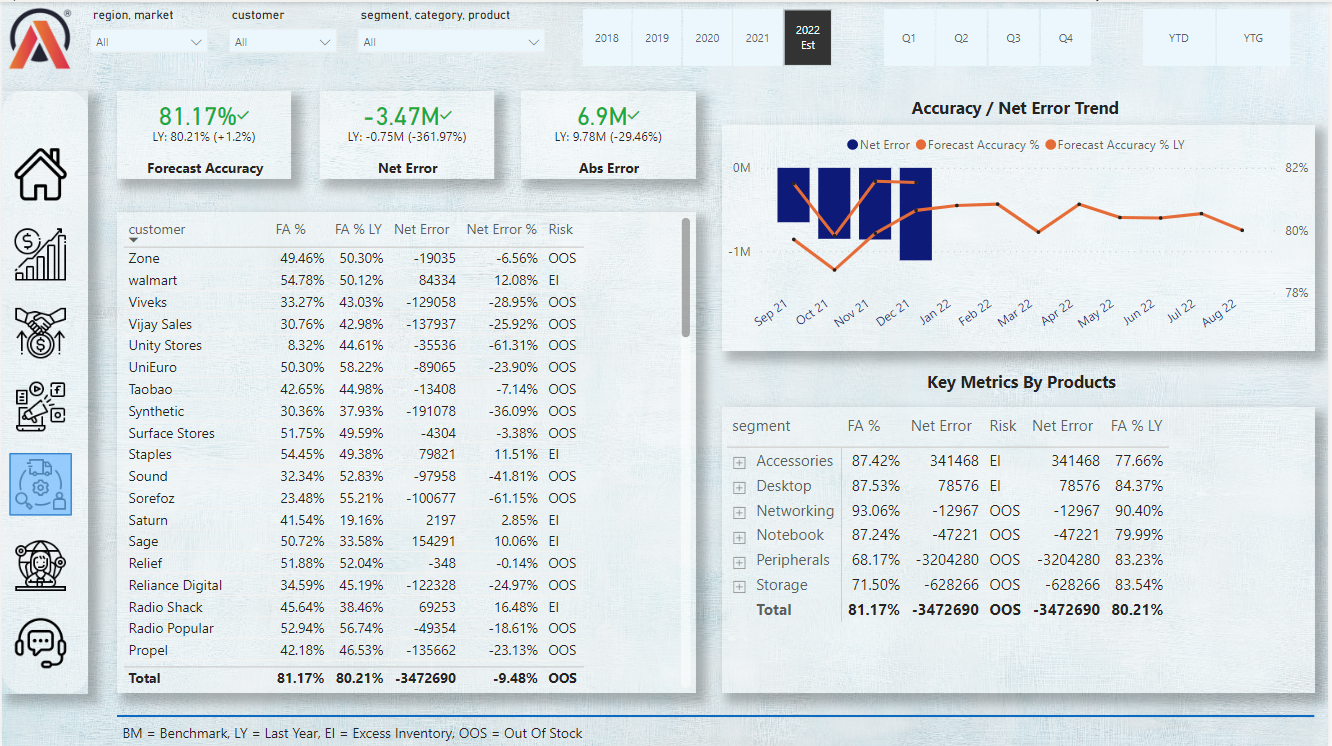 region, market customer segment, category, product
All All All
2018 2019 2020 2021 2022 Est Q1 Q2 Q3 Q4 YTD YTG
81.17%✓
LY: 80.21% (+1.2%)
Forecast Accuracy
-3.47M✓
LY: -0.75M (-361.97%)
Net Error
6.9M✓
LY: 9.78M (-29.46%)
Abs Error
customer FA % FA % LY Net Error Net Error % Risk
Zone 49.46% 50.30% -19035 -6.56% OOS
walmart 54.78% 50.12% 84334 12.08% EI
Viveks 33.27% 43.03% -129058 -28.95% OOS
Vijay Sales 30.76% 42.98% -137937 -25.92% OOS
Unity Stores 8.32% 44.61% -35536 -61.31% OOS
UniEuro 50.30% 58.22% -89065 -23.90% OOS
Taobao 42.65% 44.98% -13408 -7.14% OOS
Synthetic 30.36% 37.93% -191078 -36.09% OOS
Surface Stores 51.75% 49.59% -4304 -3.38% OOS
Staples 54.45% 49.38% 79821 11.51% EI
Sound 32.34% 52.83% -97958 -41.81% OOS
Sorefoz 23.48% 55.21% -100677 -61.15% OOS
Saturn 41.54% 19.16% 2197 2.85% EI
Sage 50.72% 33.58% 154291 10.06% EI
Relief 51.88% 52.04% -348 -0.14% OOS
Reliance Digital 34.59% 45.19% -122328 -24.97% OOS
Radio Shack 45.64% 38.46% 69253 16.48% EI
Radio Popular 52.94% 56.74% -49354 -18.61% OOS
Propel 42.18% 46.53% -135662 -23.13% OOS
Total 81.17% 80.21% -3472690 -9.48% OOS
Accuracy / Net Error Trend
Net Error Forecast Accuracy % Forecast Accuracy % LY
0M 82%
-1M 80%
78%
Sep 21 Oct 21 Nov 21 Dec 21 Jan 22 Feb 22 Mar 22 Apr 22 May 22 Jun 22 Jul 22 Aug 22
Key Metrics By Products
segment FA % Net Error Risk Net Error FA % LY
Accessories 87.42% 341468 EI 341468 77.66%
Desktop 87.53% 78576 EI 78576 84.37%
Networking 93.06% -12967 OOS -12967 90.40%
Notebook 87.24% -47221 OOS -47221 79.99%
Peripherals 68.17% -3204280 OOS -3204280 83.23%
Storage 71.50% -628266 OOS -628266 83.54%
Total 81.17% -3472690 OOS -3472690 80.21%
BM = Benchmark, LY = Last Year, EI = Excess Inventory, OOS = Out Of Stock